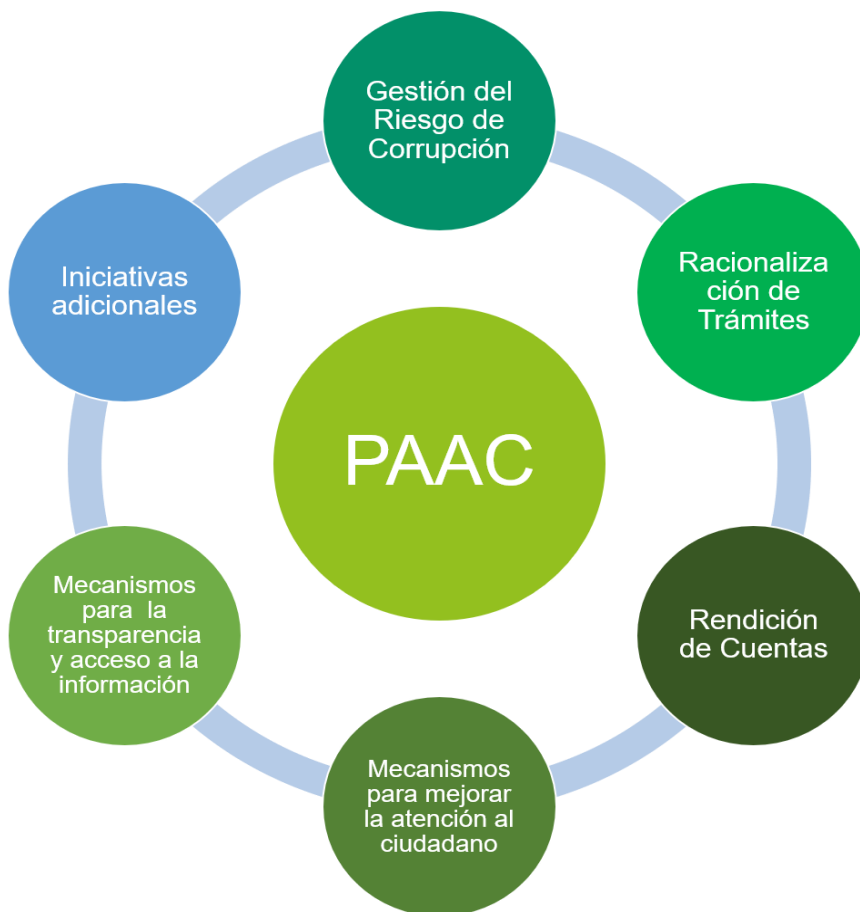 Gestión del
Riesgo de
Corrupción
Racionaliza
ción de
Trámites
Rendición
de Cuentas
Mecanismos
para mejorar
la atención al
ciudadano
Mecanismos
para  la
transparencia
y acceso a la
información
Iniciativas
adicionales
PAAC